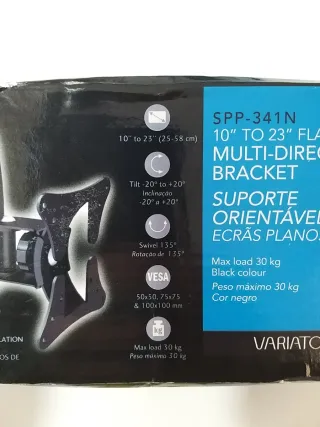 SPP-341N
10" TO 23" FLA
MULTI-DIREC
BRACKET
SUPORTE
ORIENTÁVE
ECRÃS PLANO
Max load 30 kg
Black colour
Peso máximo 30 kg
Cor negro
VARIATO
10" to 23" (25-58 cm)
Tilt -20° to +20°
Inclinação
-20° a +20°
Swivel 135°
Rotação de 135°
VESA
50x50, 75x75
& 100x100 mm
kg
Max load 30 kg
Peso máximo 30 kg
LATION
OS DE